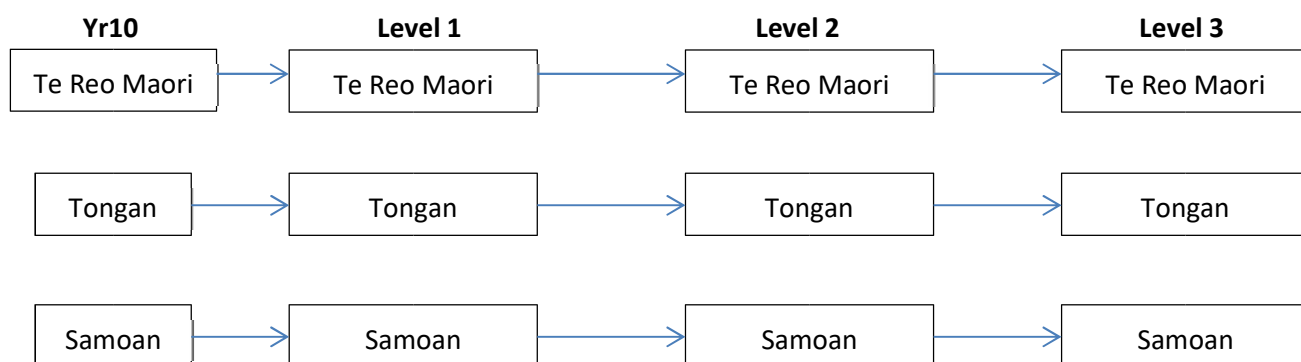 Yr10 Level 1 Level 2 Level 3
Te Reo Maori Te Reo Maori Te Reo Maori Te Reo Maori
Tongan Tongan Tongan Tongan
Samoan Samoan Samoan Samoan